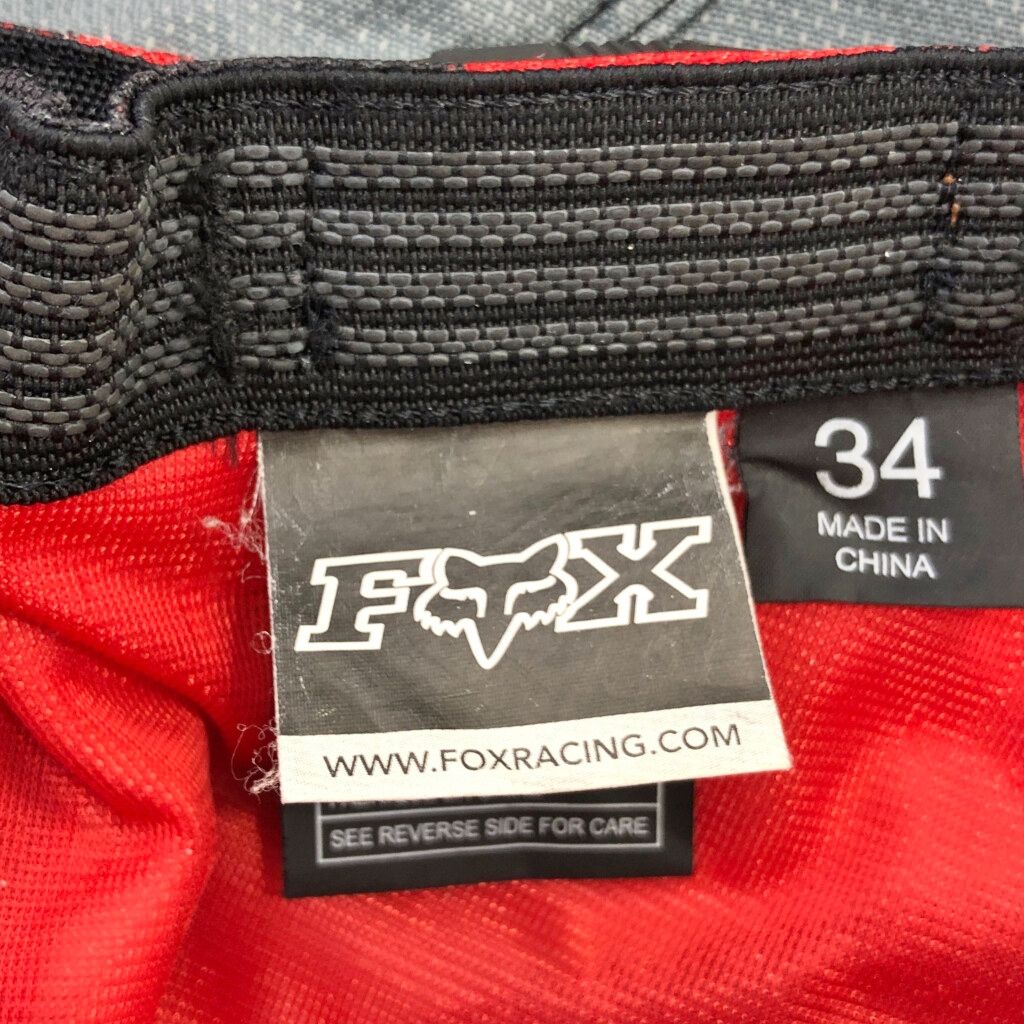 FOX
WWW.FOXRACING.COM
SEE REVERSE SIDE FOR CARE
34
MADE IN
CHINA